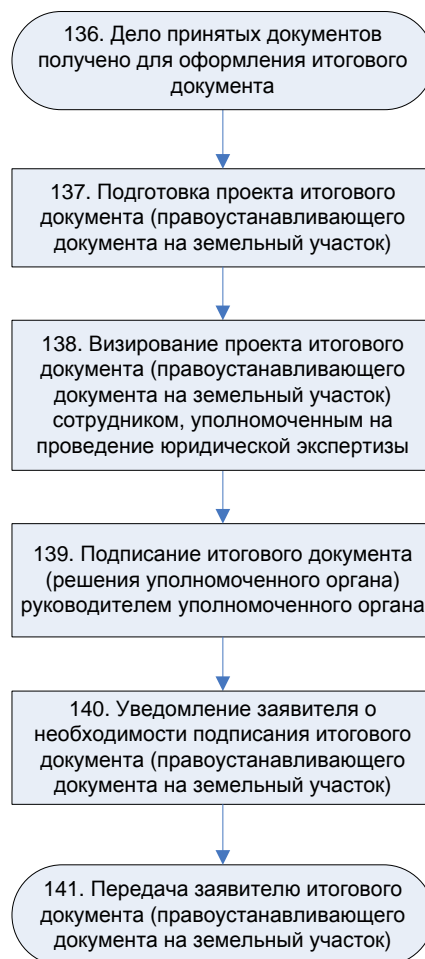 136. Дело принятых документов
получено для оформления итогового
документа
137. Подготовка проекта итогового
документа (правоустанавливающего
документа на земельный участок)
138. Визирование проекта итогового
документа (правоустанавливающего
документа на земельный участок)
сотрудником, уполномоченным на
проведение юридической экспертизы
139. Подписание итогового документа
(решения уполномоченного органа)
руководителем уполномоченного органа
140. Уведомление заявителя о
необходимости подписания итогового
документа (правоустанавливающего
документа на земельный участок)
141. Передача заявителю итогового
документа (правоустанавливающего
документа на земельный участок)